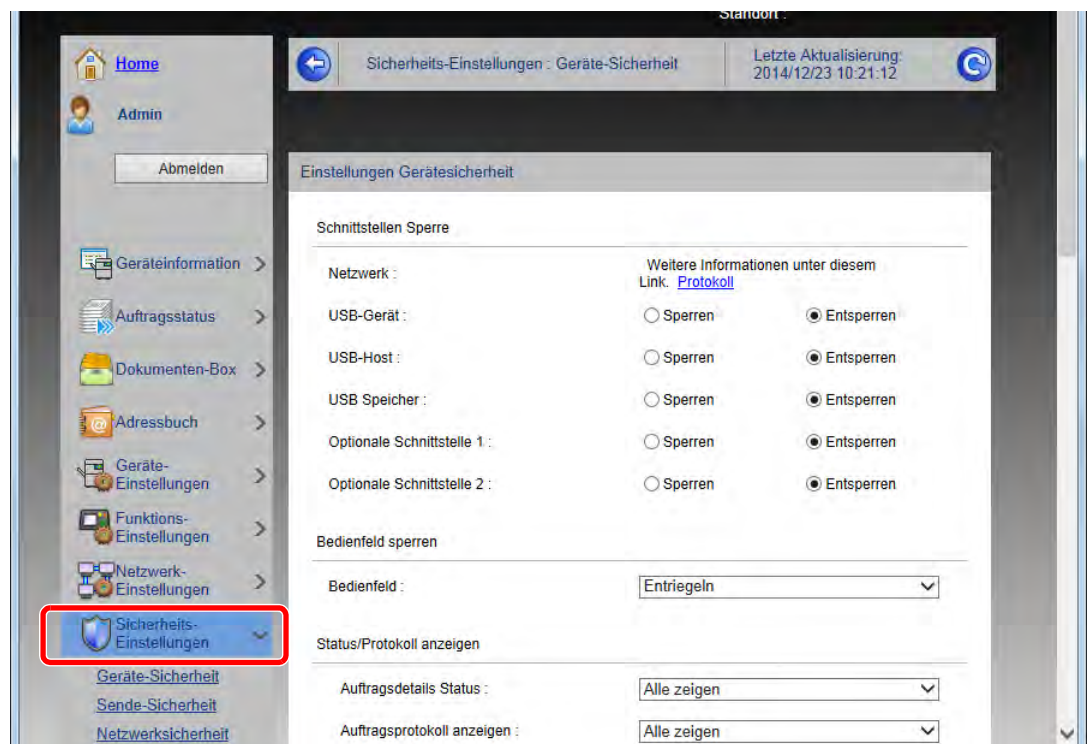 Standort :
Home
Admin
Abmelden
Geräteinformation
Auftragsstatus
Dokumenten-Box
Adressbuch
Geräte-
Einstellungen
Funktions-
Einstellungen
Netzwerk-
Einstellungen
Sicherheits-
Einstellungen
Geräte-Sicherheit
Sende-Sicherheit
Netzwerksicherheit
Sicherheits-Einstellungen : Geräte-Sicherheit
Letzte Aktualisierung:
2014/12/23 10:21:12
Einstellungen Gerätesicherheit
Schnittstellen Sperre
Netzwerk : Weitere Informationen unter diesem
Link. Protokoll
USB-Gerät : Sperren Entsperren
USB-Host : Sperren Entsperren
USB Speicher : Sperren Entsperren
Optionale Schnittstelle 1 : Sperren Entsperren
Optionale Schnittstelle 2 : Sperren Entsperren
Bedienfeld sperren
Bedienfeld : Entriegeln
Status/Protokoll anzeigen
Auftragsdetails Status : Alle zeigen
Auftragsprotokoll anzeigen : Alle zeigen